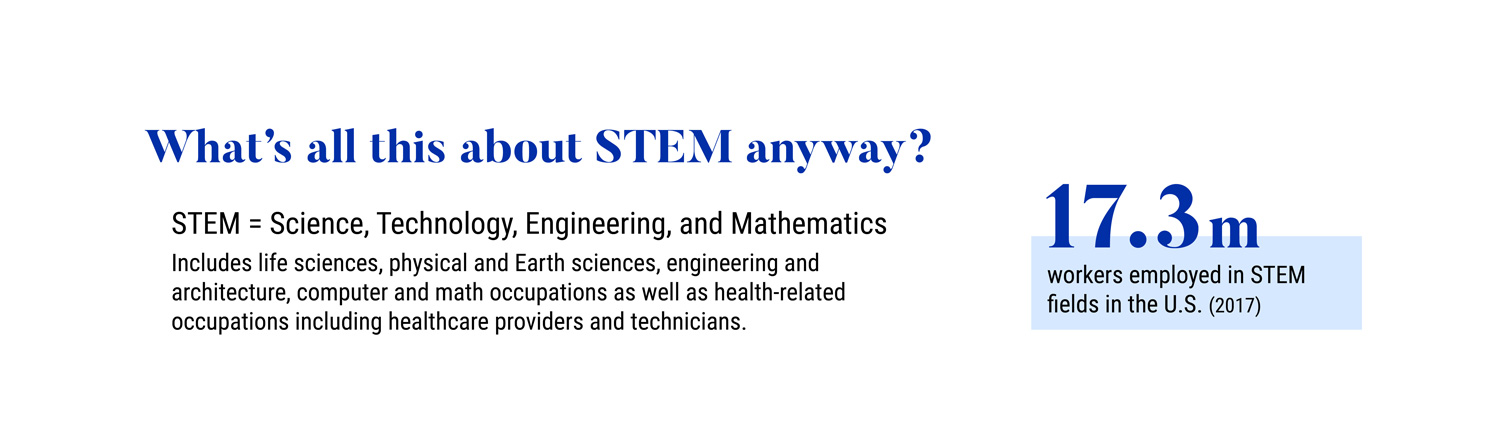 What’s all this about STEM anyway?
STEM = Science, Technology, Engineering, and Mathematics
Includes life sciences, physical and Earth sciences, engineering and
architecture, computer and math occupations as well as health-related
occupations including healthcare providers and technicians.
17.3m
workers employed in STEM
fields in the U.S. (2017)